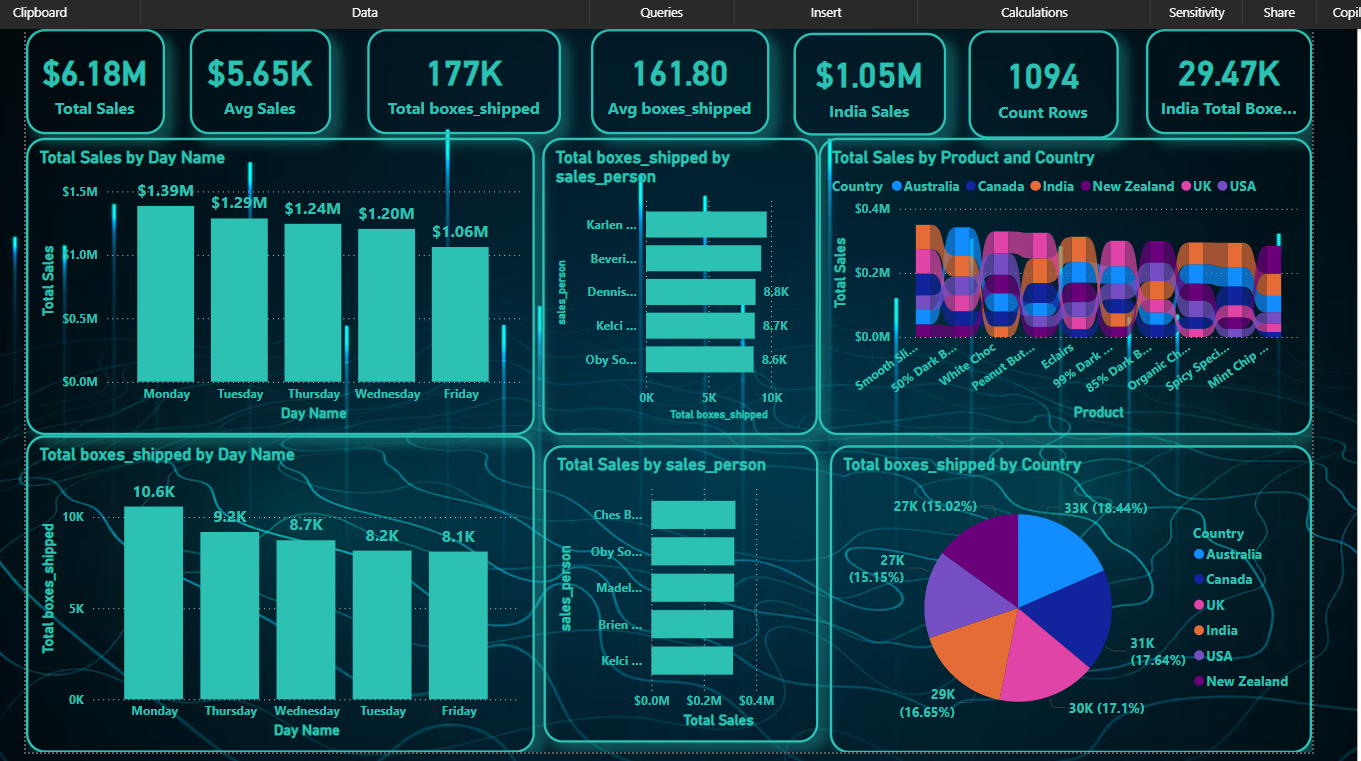 Clipboard
Data
Queries
Insert
Calculations
Sensitivity
Share
Copil
$6.18M
Total Sales
$5.65K
Avg Sales
177K
Total boxes_shipped
161.80
Avg boxes_shipped
$1.05M
India Sales
1094
Count Rows
29.47K
India Total Boxe...
Total Sales by Day Name
Total Sales
$1.5M
$1.0M
$0.5M
$0.0M
$1.39M
$1.29M
$1.24M
$1.20M
$1.06M
Monday
Tuesday
Thursday
Wednesday
Friday
Day Name
Total boxes_shipped by
sales_person
sales_person
Karlen ...
Beveri...
Dennis...
8.8K
Kelci ...
8.7K
Oby So...
8.6K
0K
5K
10K
Total boxes_shipped
Total Sales by Product and Country
Country
Australia
Canada
India
New Zealand
UK
USA
Total Sales
$0.4M
$0.2M
$0.0M
Smooth Sli...
50% Dark B...
White Choc
Peanut But...
Eclairs
99% Dark ...
85% Dark B...
Organic Ch...
Spicy Speci...
Mint Chip ...
Product
Total boxes_shipped by Day Name
Total boxes_shipped
10K
5K
0K
10.6K
9.2K
8.7K
8.2K
8.1K
Monday
Thursday
Wednesday
Tuesday
Friday
Day Name
Total Sales by sales_person
sales_person
Ches B...
Oby So...
Madel...
Brien ...
Kelci ...
$0.0M
$0.2M
$0.4M
Total Sales
Total boxes_shipped by Country
27K (15.02%)
33K (18.44%)
27K
(15.15%)
31K
(17.64%)
29K
(16.65%)
30K (17.1%)
Country
Australia
Canada
UK
India
USA
New Zealand